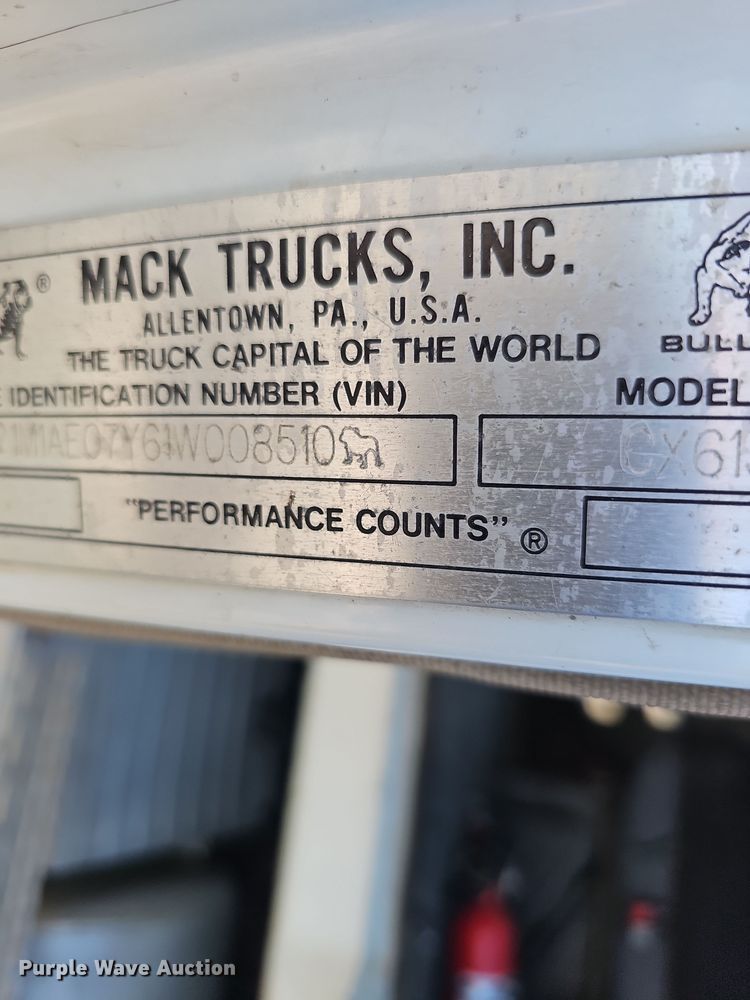 MACK TRUCKS, INC.
ALLENTOWN, PA., U.S.A.
THE TRUCK CAPITAL OF THE WORLD
IDENTIFICATION NUMBER (VIN)
MODEL
"PERFORMANCE COUNTS" ®
®
Purple Wave Auction